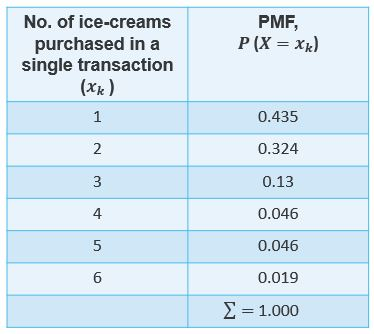 No. of ice-creams
purchased in a
single transaction
(xₖ )
PMF,
P (X = xₖ)
1 0.435
2 0.324
3 0.13
4 0.046
5 0.046
6 0.019
∑ = 1.000